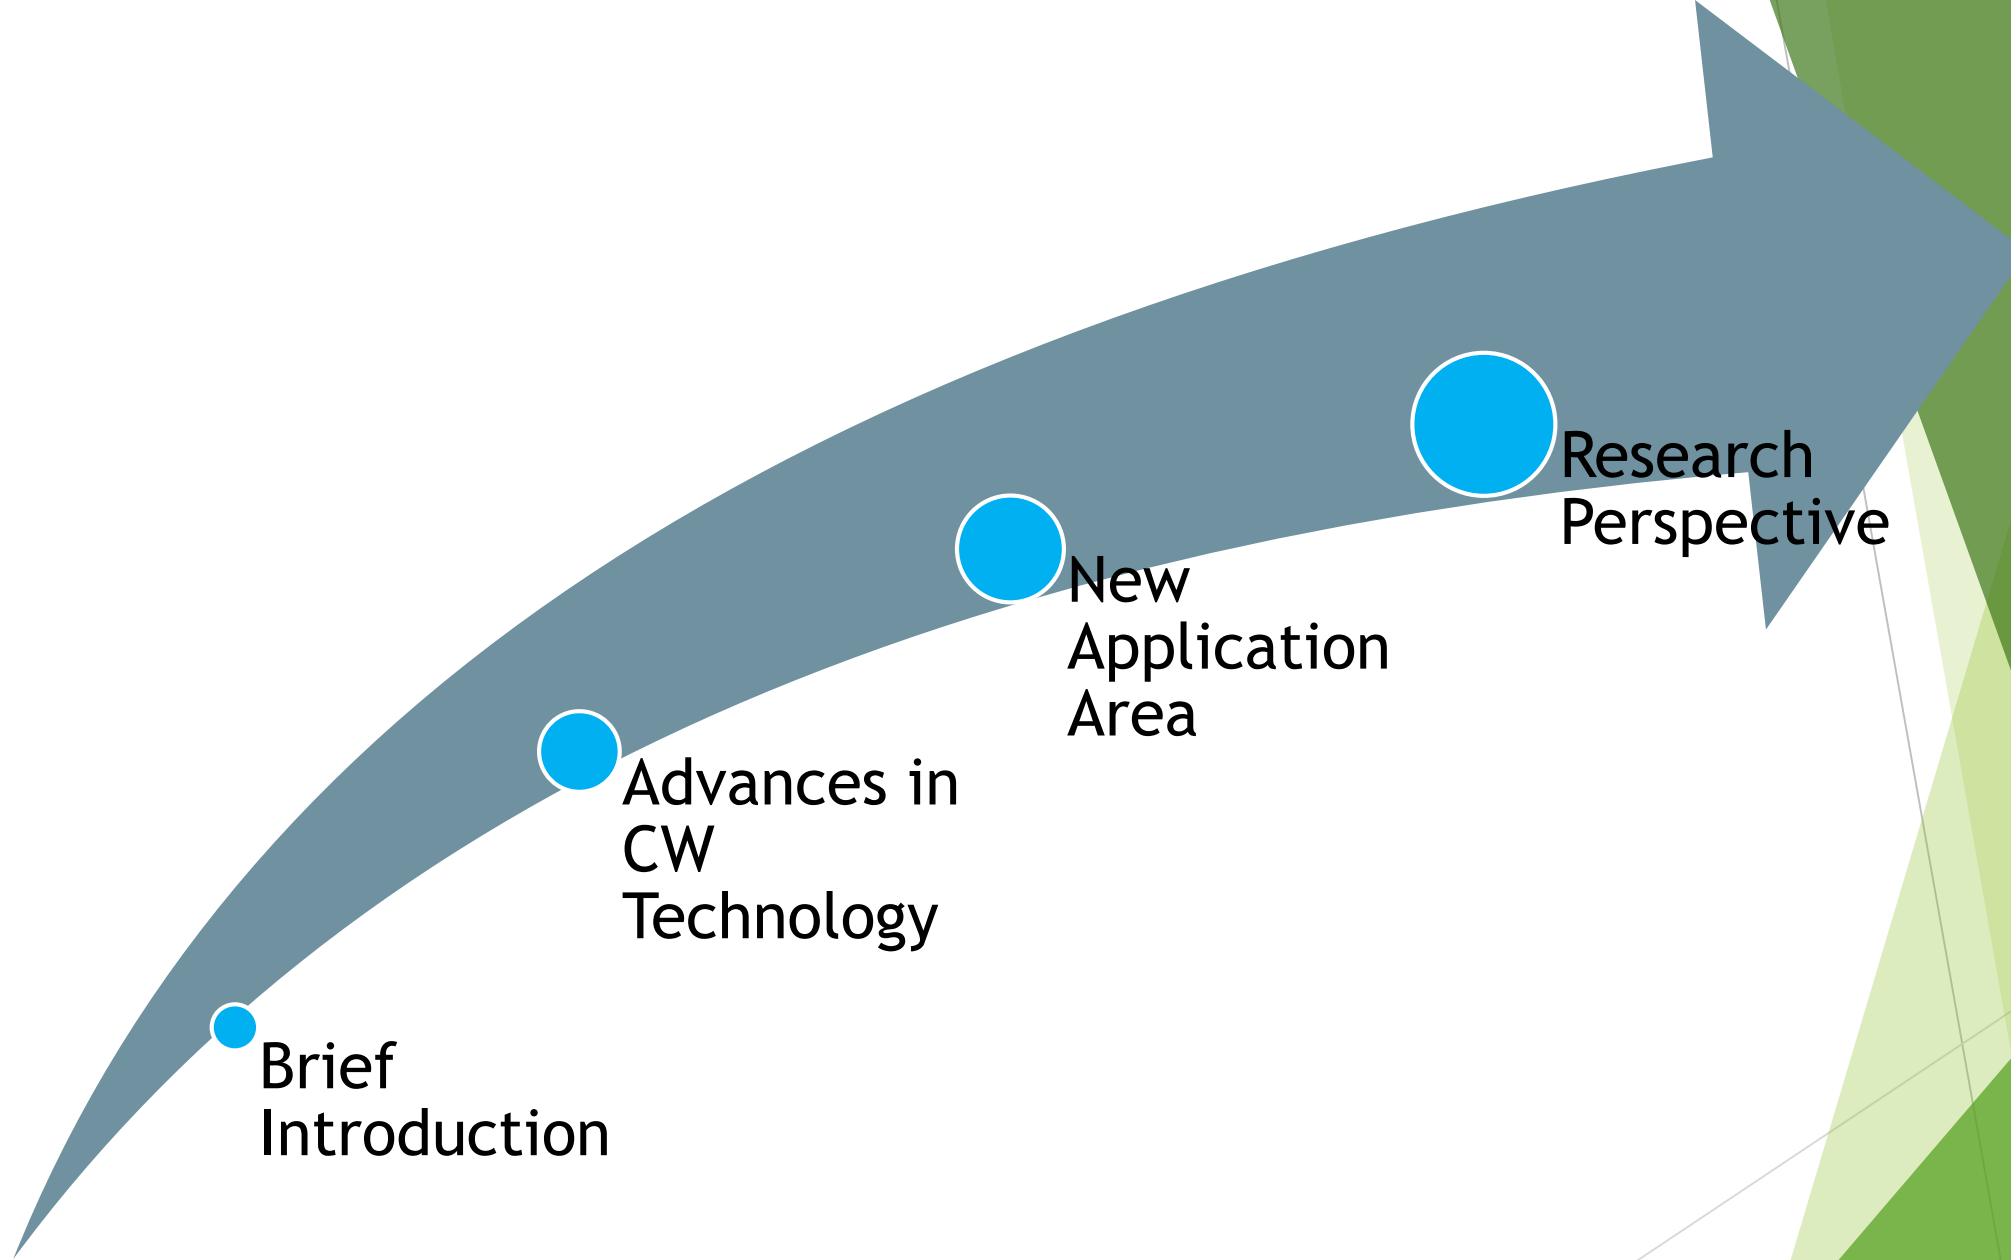 Brief
Introduction
Advances in
CW
Technology
New
Application
Area
Research
Perspective